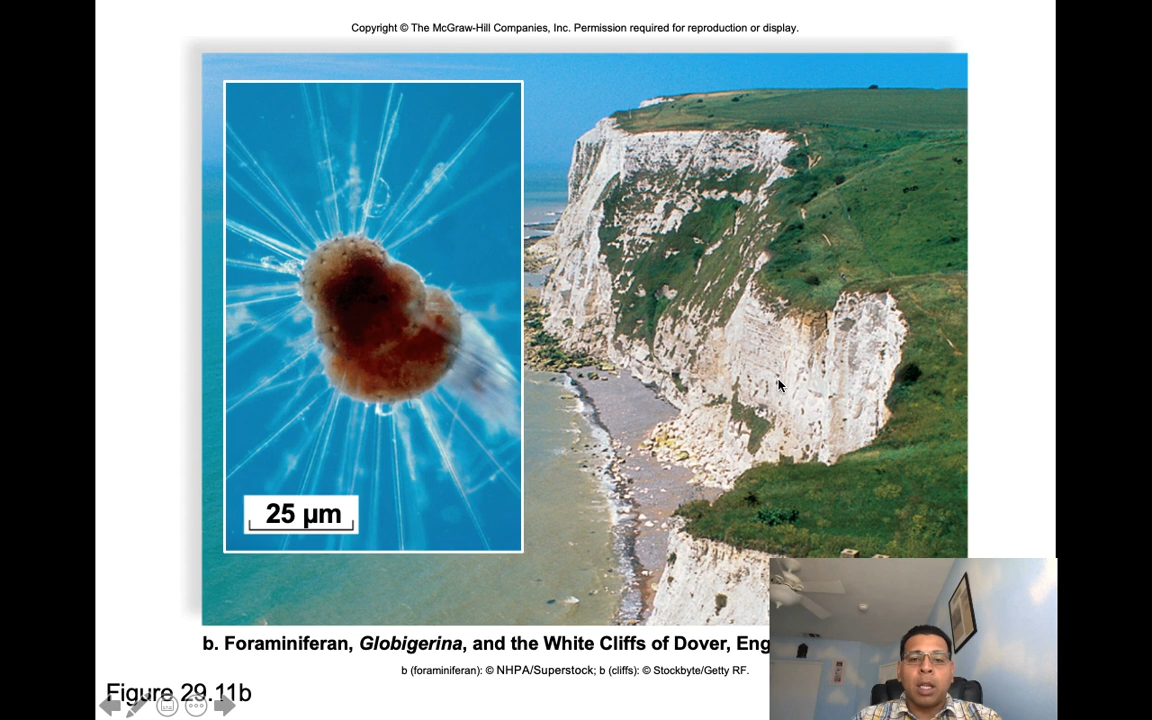 Copyright © The McGraw-Hill Companies, Inc. Permission required for reproduction or display.
25 µm
b. Foraminiferan, Globigerina, and the White Cliffs of Dover, Eng
b (foraminiferan): © NHPA/Superstock; b (cliffs): © Stockbyte/Getty RF.
Figure 29.11b